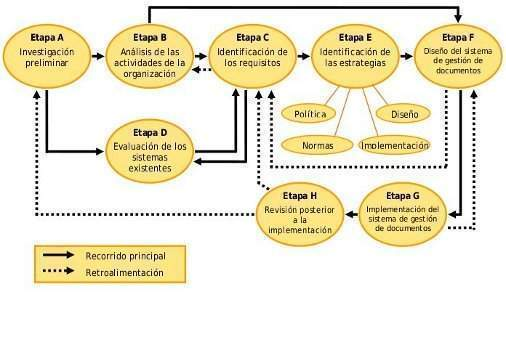 Etapa A
Investigación
preliminar
Etapa B
Análisis de las
actividades de la
organización
Etapa C
Identificación de
los requisitos
Etapa E
Identificación de
las estrategias
Etapa F
Diseño del sistema
de gestión de
documentos
Política
Diseño
Normas
Implementación
Etapa D
Evaluación de los
sistemas
existentes
Etapa H
Revisión posterior
a la
implementación
Etapa G
Implementación del
sistema de gestión
de documentos
Recorrido principal
Retroalimentación